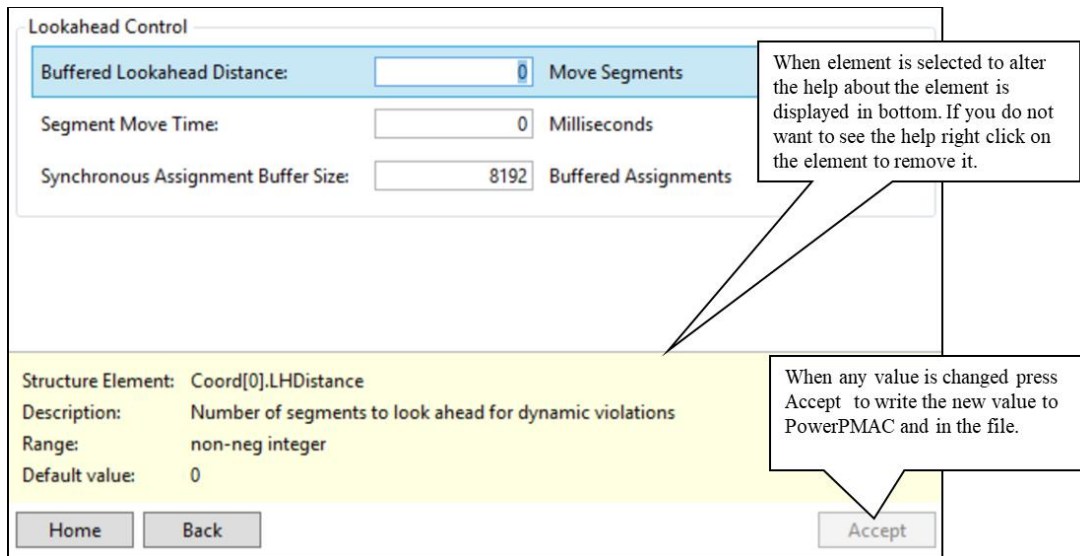 Lookahead Control
Buffered Lookahead Distance: 0 Move Segments
Segment Move Time: 0 Milliseconds
Synchronous Assignment Buffer Size: 8192 Buffered Assignments
When element is selected to alter
the help about the element is
displayed in bottom. If you do not
want to see the help right click on
the element to remove it.
Structure Element: Coord[0].LHDistance
Description: Number of segments to look ahead for dynamic violations
Range: non-neg integer
Default value: 0
When any value is changed press
Accept to write the new value to
PowerPMAC and in the file.
Home Back Accept